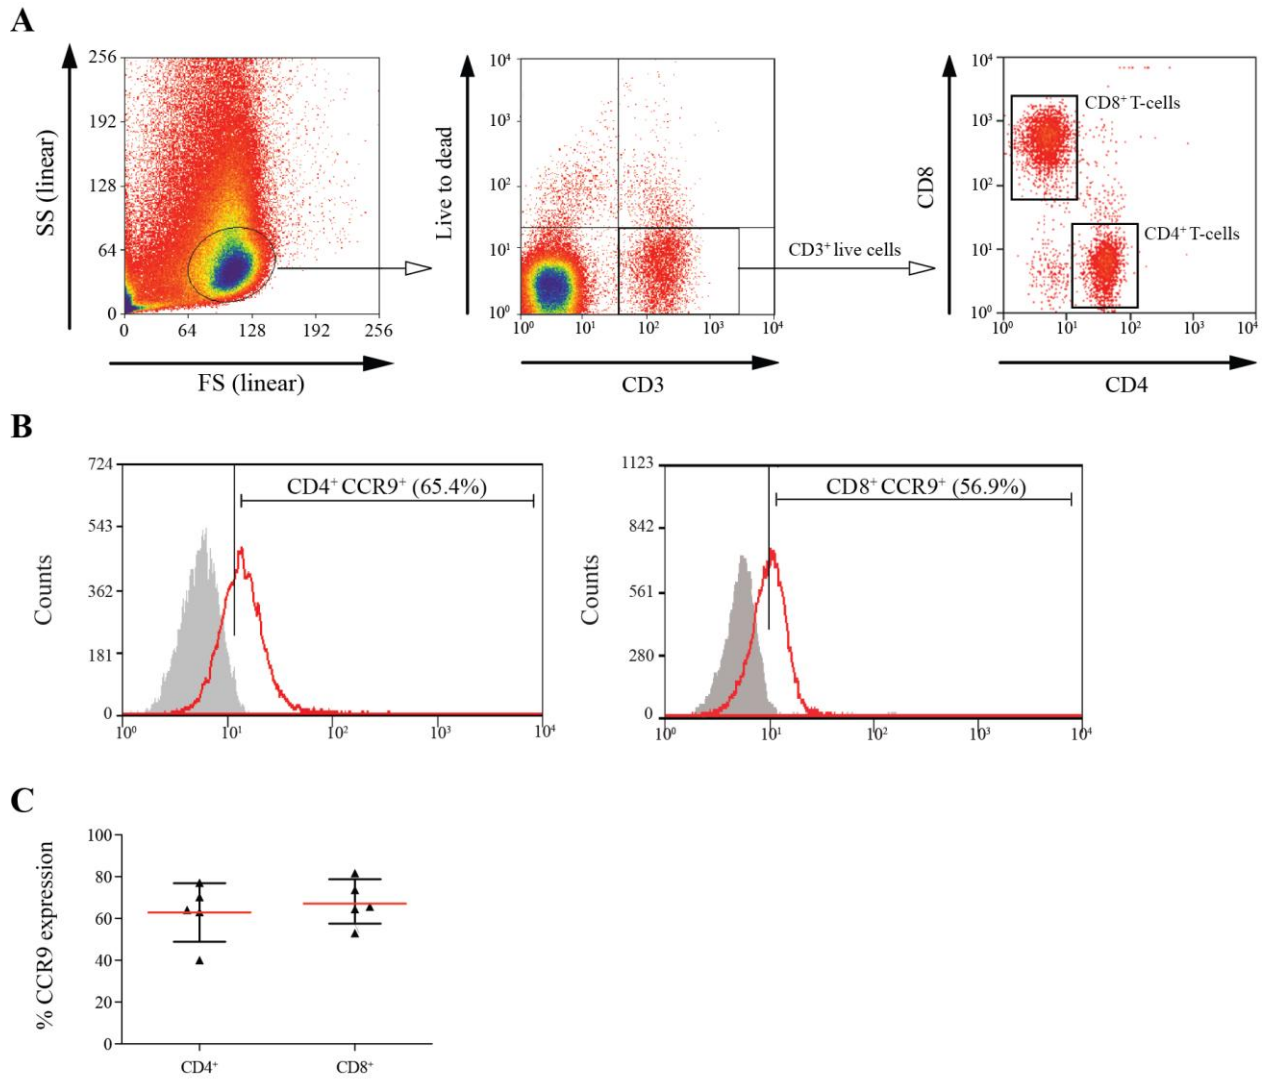 A
SS (linear)
256
192
128
64
0
0 64 128 192 256
FS (linear)
Live to dead
10⁴
10³
10²
10¹
10⁰
10⁰ 10¹ 10² 10³ 10⁴
CD3
CD3⁺ live cells
CD8
10⁴
10³
10²
10¹
10⁰
10⁰ 10¹ 10² 10³ 10⁴
CD4
CD8⁺ T-cells
CD4⁺ T-cells
B
Counts
724
543
362
181
0
10⁰ 10¹ 10² 10³ 10⁴
CD4⁺ CCR9⁺ (65.4%)
Counts
1123
842
561
280
0
10⁰ 10¹ 10² 10³ 10⁴
CD8⁺ CCR9⁺ (56.9%)
C
% CCR9 expression
100
80
60
40
20
0
CD4⁺ CD8⁺